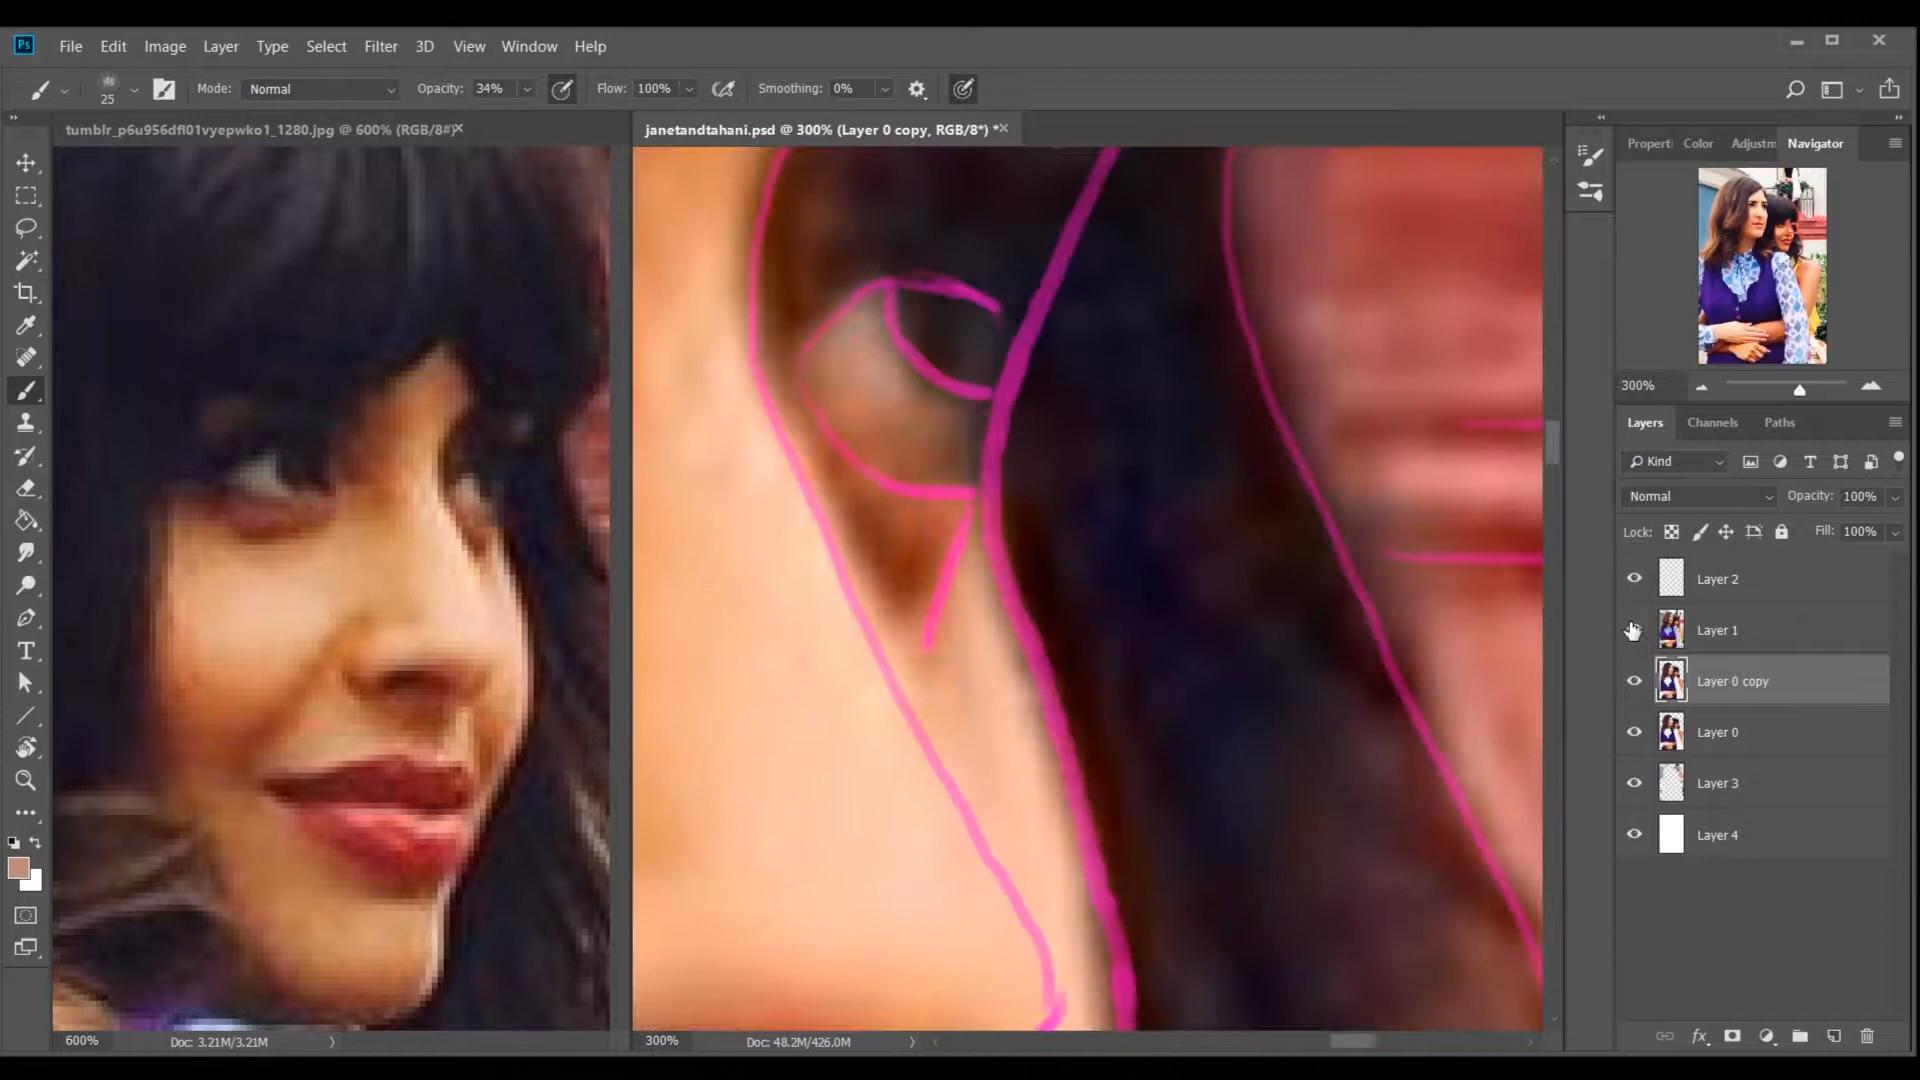 Ps File Edit Image Layer Type Select Filter 3D View Window Help
25 Mode: Normal Opacity: 34% Flow: 100% Smoothing: 0%
tumblr_p6u956dfl01vyepwko1_1280.jpg @ 600% (RGB/8#)
janetandtahani.psd @ 300% (Layer 0 copy, RGB/8*) *
Properti Color Adjustm Navigator
300%
Layers Channels Paths
Kind
Normal Opacity: 100%
Lock: Fill: 100%
Layer 2
Layer 1
Layer 0 copy
Layer 0
Layer 3
Layer 4
600% Doc: 3.21M/3.21M
300% Doc: 48.2M/426.0M
fx